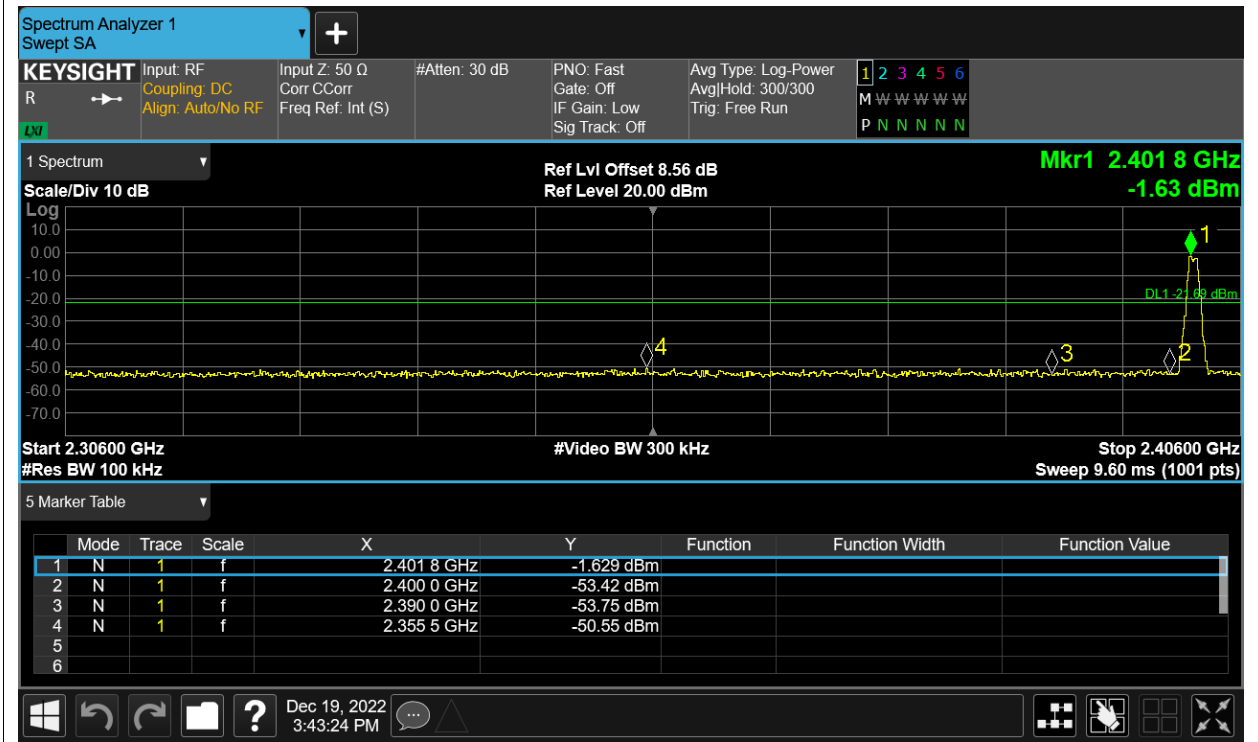 Spectrum Analyzer 1
Swept SA
KEYSIGHT
R
LXI
Input: RF
Coupling: DC
Align: Auto/No RF
Input Z: 50 Ω
Corr CCorr
Freq Ref: Int (S)
#Atten: 30 dB
PNO: Fast
Gate: Off
IF Gain: Low
Sig Track: Off
Avg Type: Log-Power
Avg|Hold: 300/300
Trig: Free Run
1 2 3 4 5 6
M W W W W W
P N N N N N
1 Spectrum
Scale/Div 10 dB
Ref Lvl Offset 8.56 dB
Ref Level 20.00 dBm
Mkr1 2.401 8 GHz
-1.63 dBm
Log
10.0
0.00
-10.0
-20.0
-30.0
-40.0
-50.0
-60.0
-70.0
1
DL1 -21.69 dBm
4
3
2
Start 2.30600 GHz
#Res BW 100 kHz
#Video BW 300 kHz
Stop 2.40600 GHz
Sweep 9.60 ms (1001 pts)
5 Marker Table
Mode Trace Scale X Y Function Function Width Function Value
1 N 1 f 2.401 8 GHz -1.629 dBm
2 N 1 f 2.400 0 GHz -53.42 dBm
3 N 1 f 2.390 0 GHz -53.75 dBm
4 N 1 f 2.355 5 GHz -50.55 dBm
5
6
?
Dec 19, 2022
3:43:24 PM